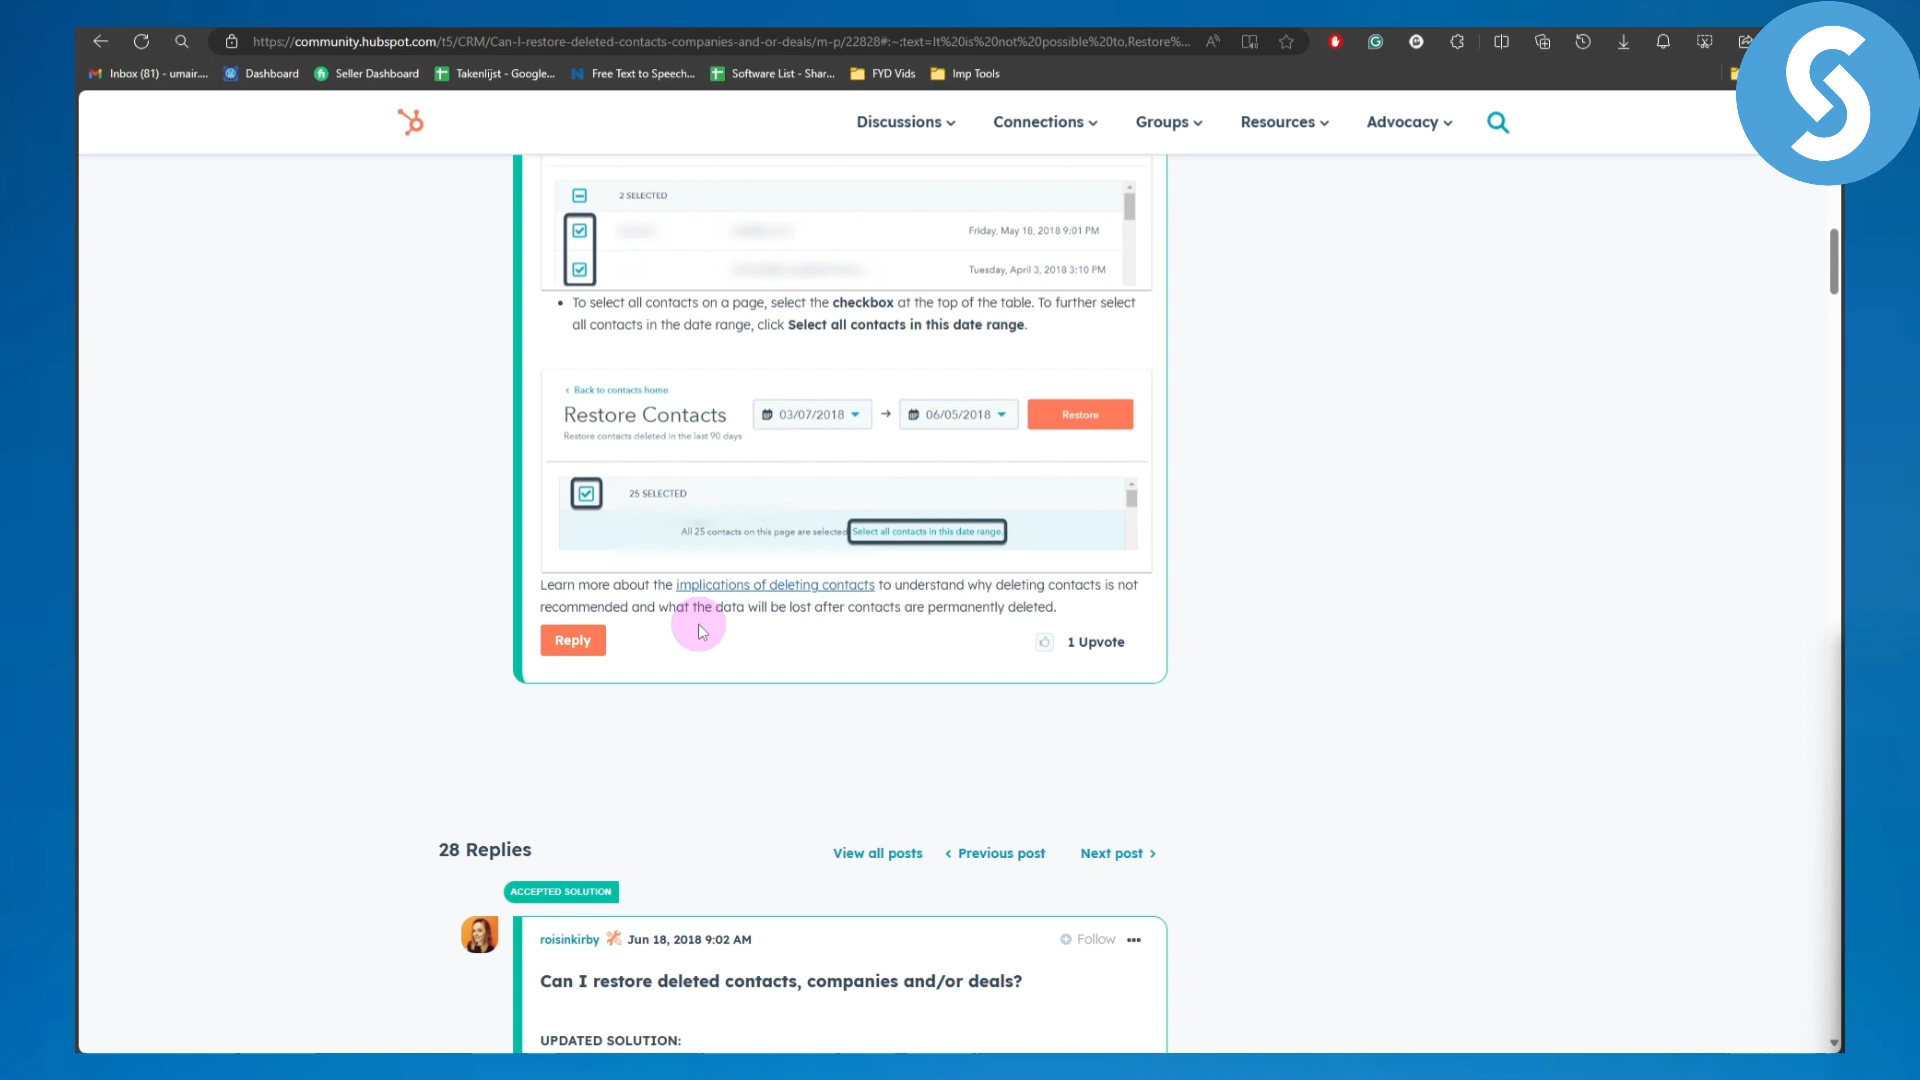 https://community.hubspot.com/t5/CRM/Can-I-restore-deleted-contacts-companies-and-or-deals/m-p/22828#:~:text=It%20is%20not%20possible%20to,Restore%...
Inbox (81) - umair.... Dashboard Seller Dashboard Takenlijst - Google... Free Text to Speech... Software List - Shar... FYD Vids Imp Tools
Discussions Connections Groups Resources Advocacy
2 SELECTED
Friday, May 18, 2018 9:01 PM
Tuesday, April 3, 2018 3:10 PM
• To select all contacts on a page, select the checkbox at the top of the table. To further select
all contacts in the date range, click Select all contacts in this date range.
< Back to contacts home
Restore Contacts 03/07/2018 → 06/05/2018 Restore
Restore contacts deleted in the last 90 days
25 SELECTED
All 25 contacts on this page are selected Select all contacts in this date range.
Learn more about the implications of deleting contacts to understand why deleting contacts is not
recommended and what the data will be lost after contacts are permanently deleted.
Reply 1 Upvote
28 Replies View all posts < Previous post Next post >
ACCEPTED SOLUTION
roisinkirby Jun 18, 2018 9:02 AM Follow
Can I restore deleted contacts, companies and/or deals?
UPDATED SOLUTION: